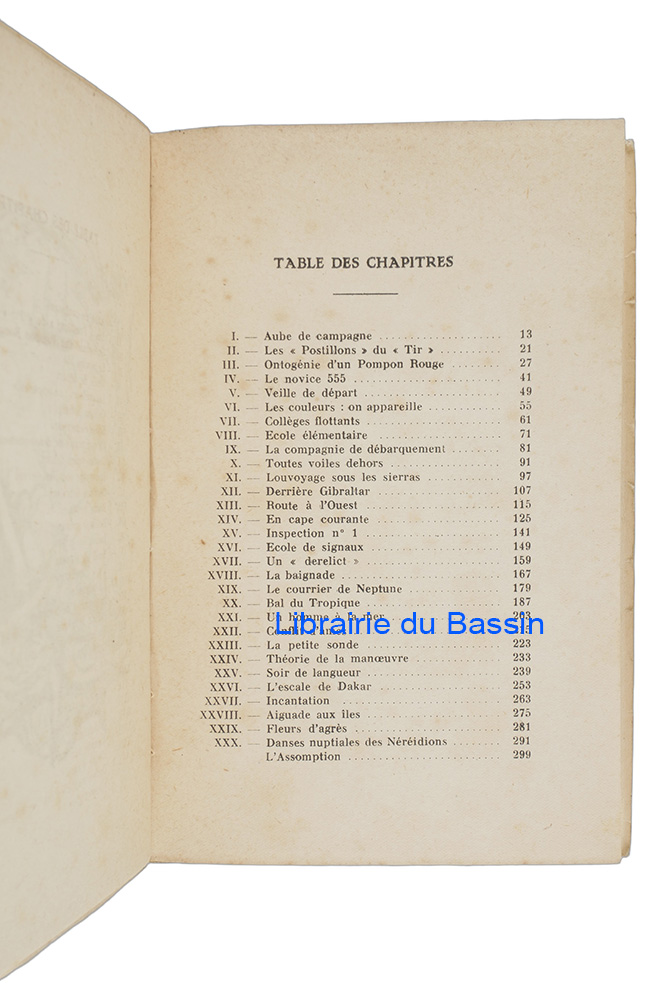 TABLE DES CHAPITRES
I. — Aube de campagne .................... 13
II. — Les « Postillons » du « Tir » .......... 21
III. — Ontogénie d'un Pompon Rouge ......... 27
IV. — Le novice 555 ........................ 41
V. — Veille de départ ....................... 49
VI. — Les couleurs : on appareille ............ 55
VII. — Collèges flottants ...................... 61
VIII. — Ecole élémentaire ..................... 71
IX. — La compagnie de débarquement ......... 81
X. — Toutes voiles dehors .................. 91
XI. — Louvoyage sous les sierras ............. 97
XII. — Derrière Gibraltar ..................... 107
XIII. — Route à l'Ouest ....................... 115
XIV. — En cape courante ..................... 125
XV. — Inspection n° 1 ...................... 141
XVI. — Ecole de signaux ...................... 149
XVII. — Un « derelict » ....................... 159
XVIII. — La baignade .......................... 167
XIX. — Le courrier de Neptune ................ 179
XX. — Bal du Tropique ...................... 187
XXI. — Un homme à la mer .................. 203
XXII. —
Librairie du Bassin
XXIII. — La petite sonde ....................... 223
XXIV. — Théorie de la manœuvre ............... 233
XXV. — Soir de langueur ...................... 239
XXVI. — L'escale de Dakar ..................... 253
XXVII. — Incantation ........................... 263
XXVIII. — Aiguade aux îles ...................... 275
XXIX. — Fleurs d'agrès ......................... 281
XXX. — Danses nuptiales des Néréidions ........ 291
L'Assomption ......................... 299